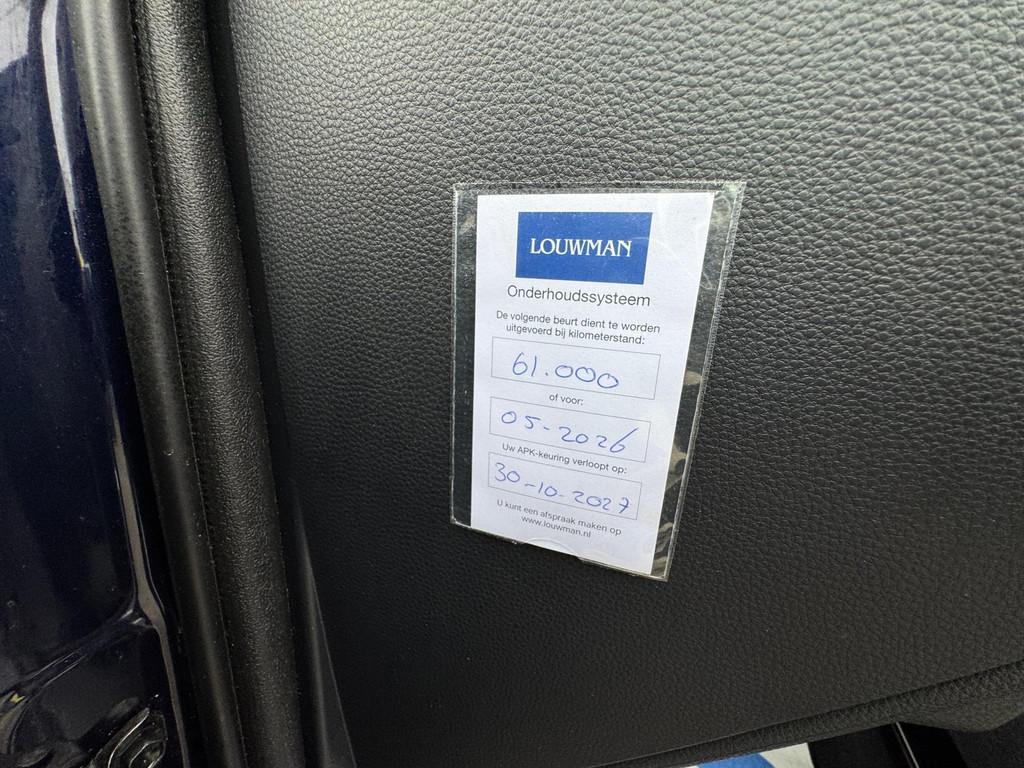 LOUWMAN
Onderhoudssysteem
De volgende beurt dient te worden
uitgevoerd bij kilometerstand:
61.000
of voor:
05-2026
Uw APK-keuring verloopt op:
30-10-2027
U kunt een afspraak maken op
www.louwman.nl